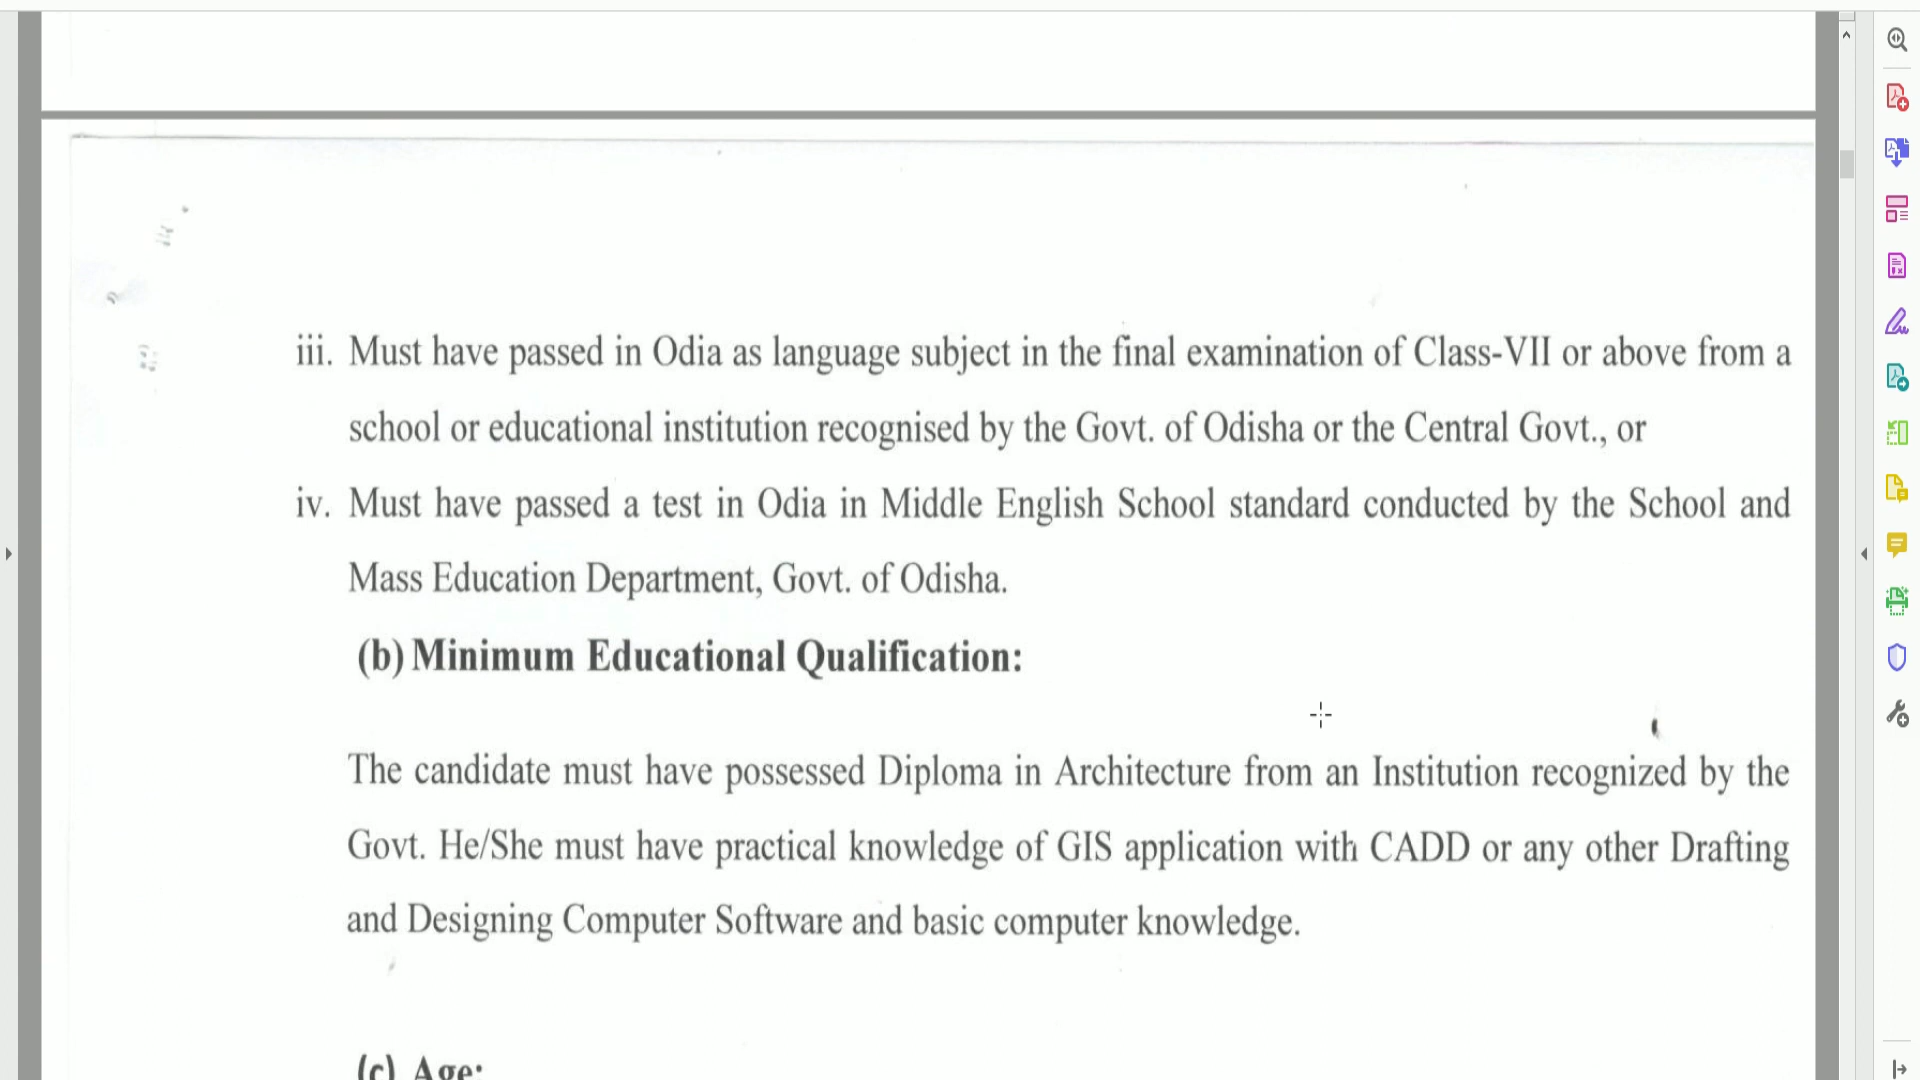 iii. Must have passed in Odia as language subject in the final examination of Class-VII or above from a
school or educational institution recognised by the Govt. of Odisha or the Central Govt., or
iv. Must have passed a test in Odia in Middle English School standard conducted by the School and
Mass Education Department, Govt. of Odisha.
(b) Minimum Educational Qualification:
The candidate must have possessed Diploma in Architecture from an Institution recognized by the
Govt. He/She must have practical knowledge of GIS application with CADD or any other Drafting
and Designing Computer Software and basic computer knowledge.
(c) Age: